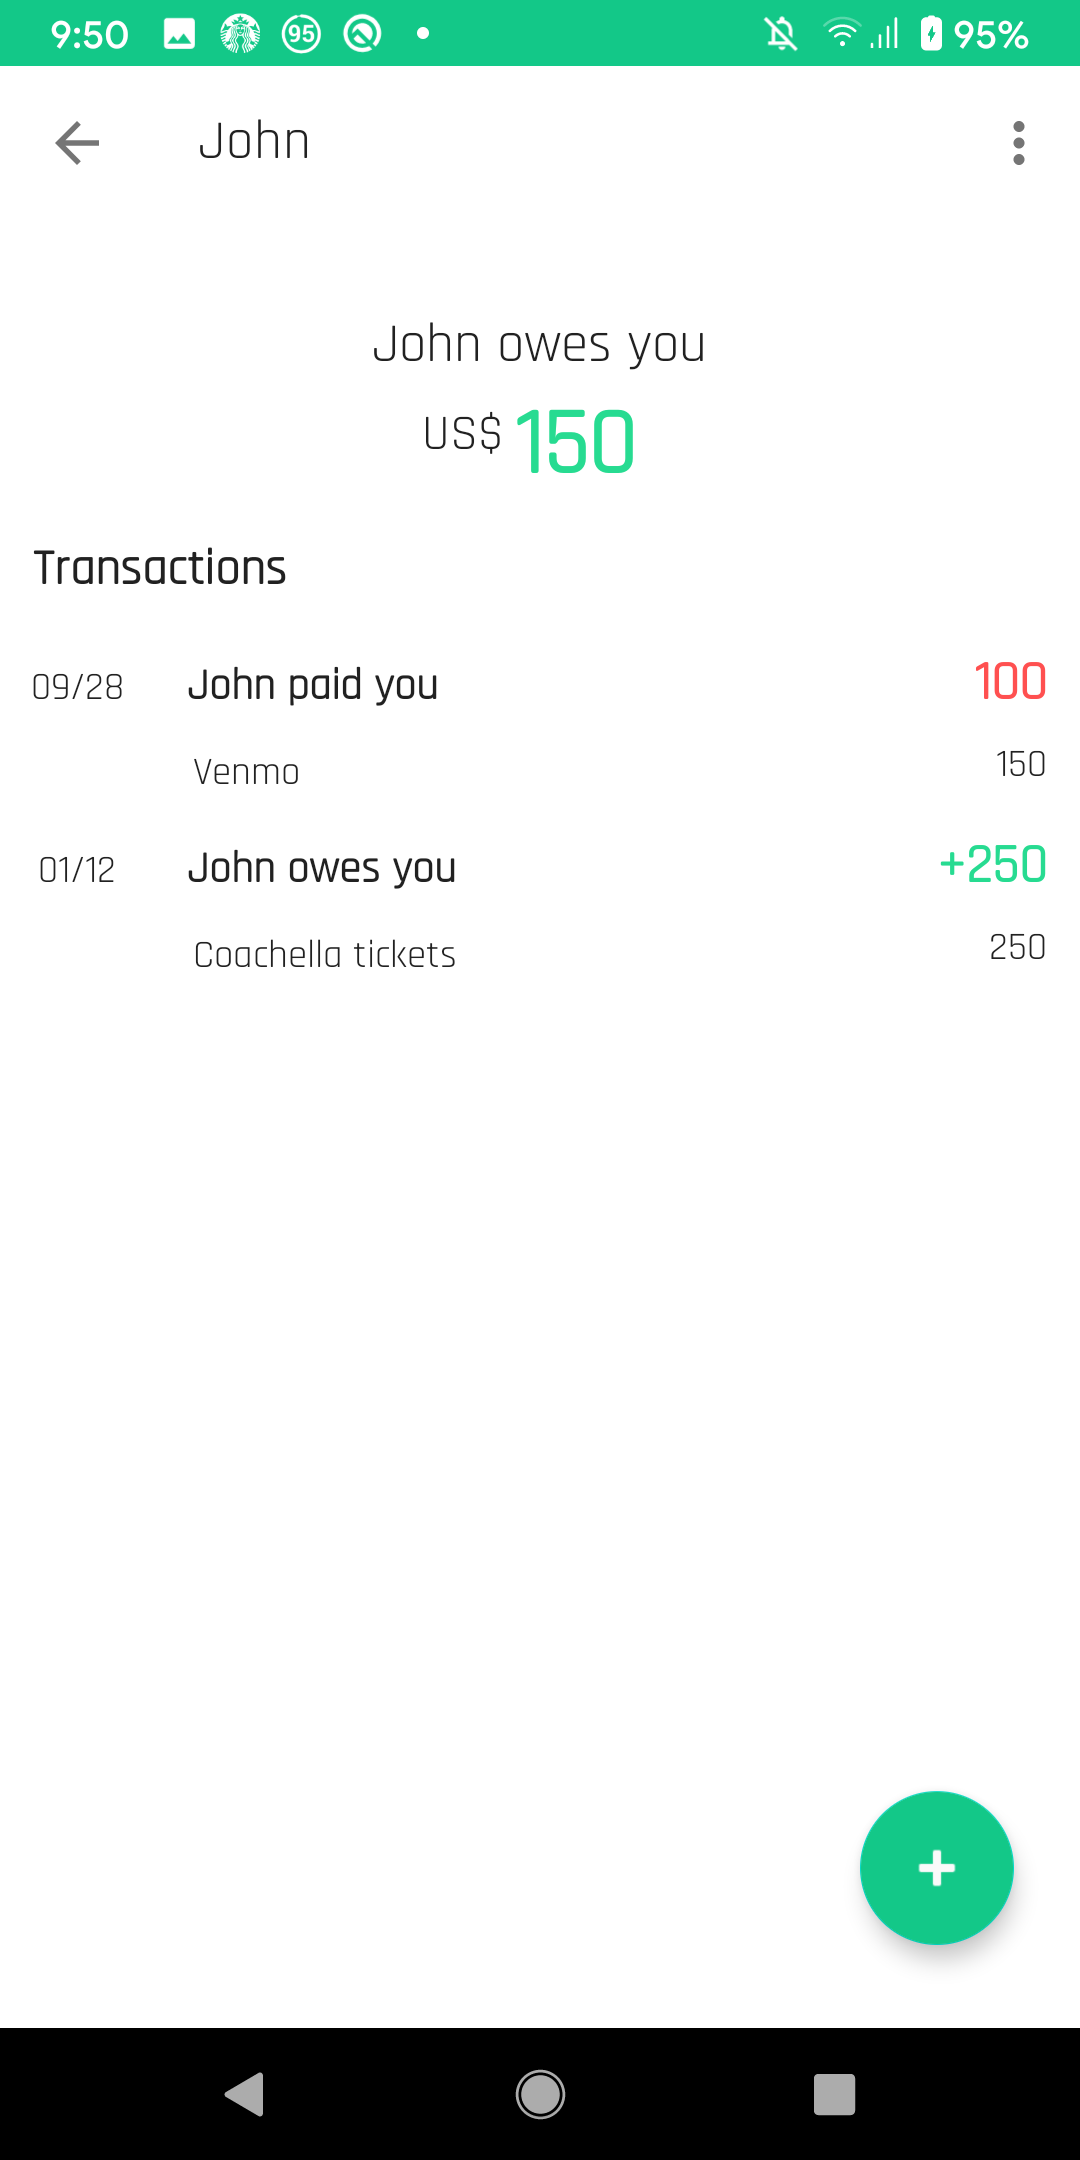 9:50 95 95%
John
John owes you
US$ 150
Transactions
09/28 John paid you 100
Venmo 150
01/12 John owes you +250
Coachella tickets 250
+